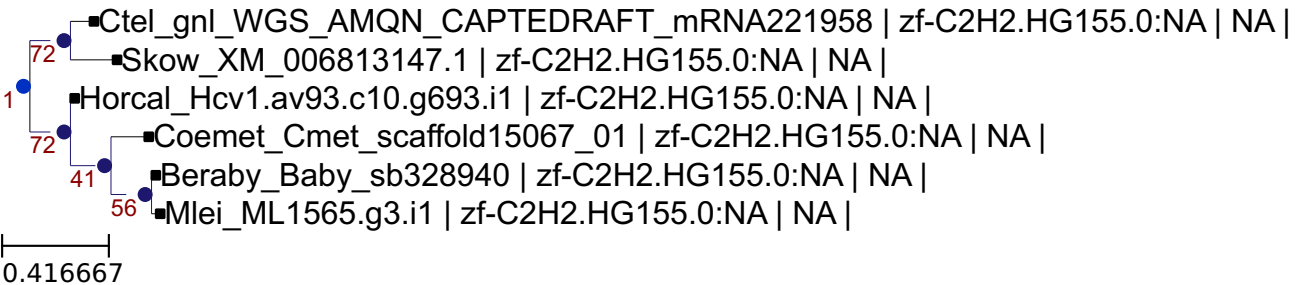 Ctel_gnl_WGS_AMQN_CAPTEDRAFT_mRNA221958 | zf-C2H2.HG155.0:NA | NA |
72
Skow_XM_006813147.1 | zf-C2H2.HG155.0:NA | NA |
1
Horcal_Hcv1.av93.c10.g693.i1 | zf-C2H2.HG155.0:NA | NA |
72
Coemet_Cmet_scaffold15067_01 | zf-C2H2.HG155.0:NA | NA |
41
Beraby_Baby_sb328940 | zf-C2H2.HG155.0:NA | NA |
56
Mlei_ML1565.g3.i1 | zf-C2H2.HG155.0:NA | NA |
0.416667